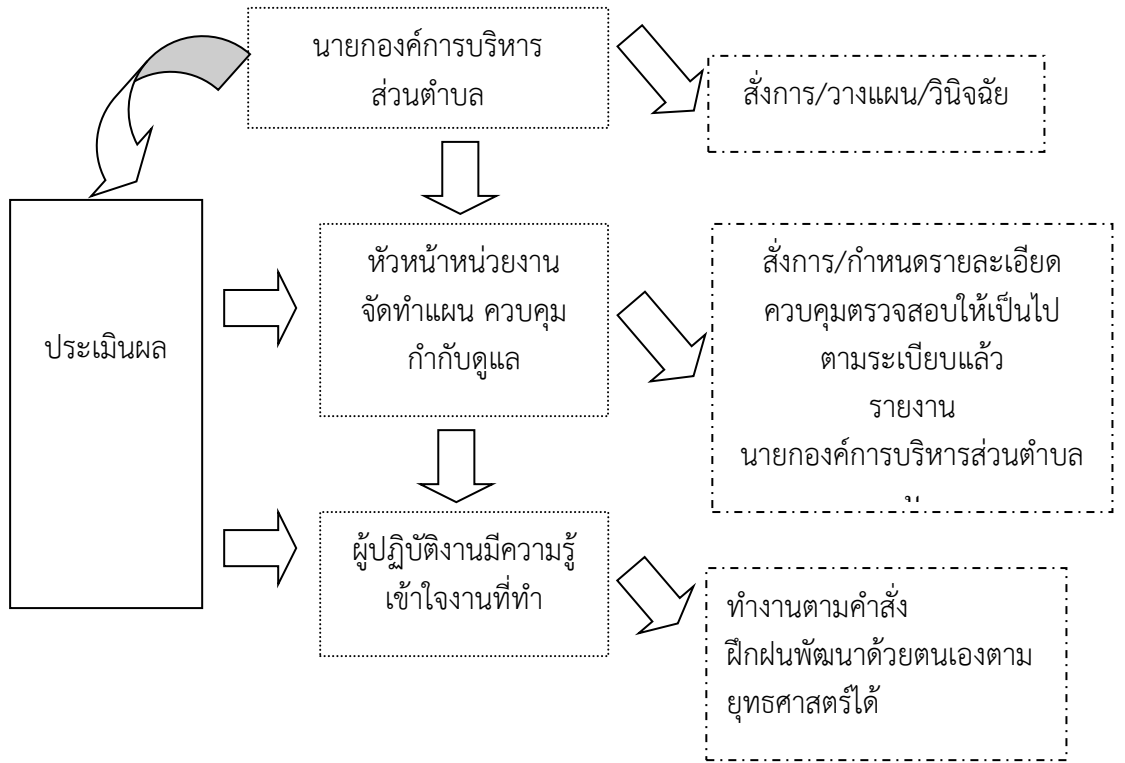 นายกองค์การบริหาร
ส่วนตำบล
สั่งการ/วางแผน/วินิจฉัย
ประเมินผล
หัวหน้าหน่วยงาน
จัดทำแผน ควบคุม
กำกับดูแล
สั่งการ/กำหนดรายละเอียด
ควบคุมตรวจสอบให้เป็นไป
ตามระเบียบแล้ว
รายงาน
นายกองค์การบริหารส่วนตำบล
ผู้ปฏิบัติงานมีความรู้
เข้าใจงานที่ทำ
ทำงานตามคำสั่ง
ฝึกฝนพัฒนาด้วยตนเองตาม
ยุทธศาสตร์ได้